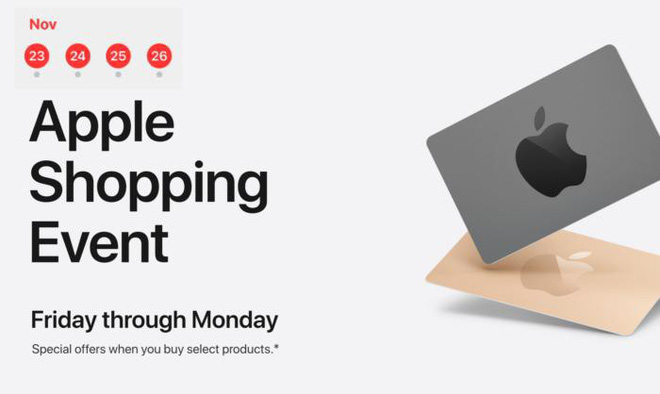 Nov
23 24 25 26
Apple
Shopping
Event
Friday through Monday
Special offers when you buy select products.*